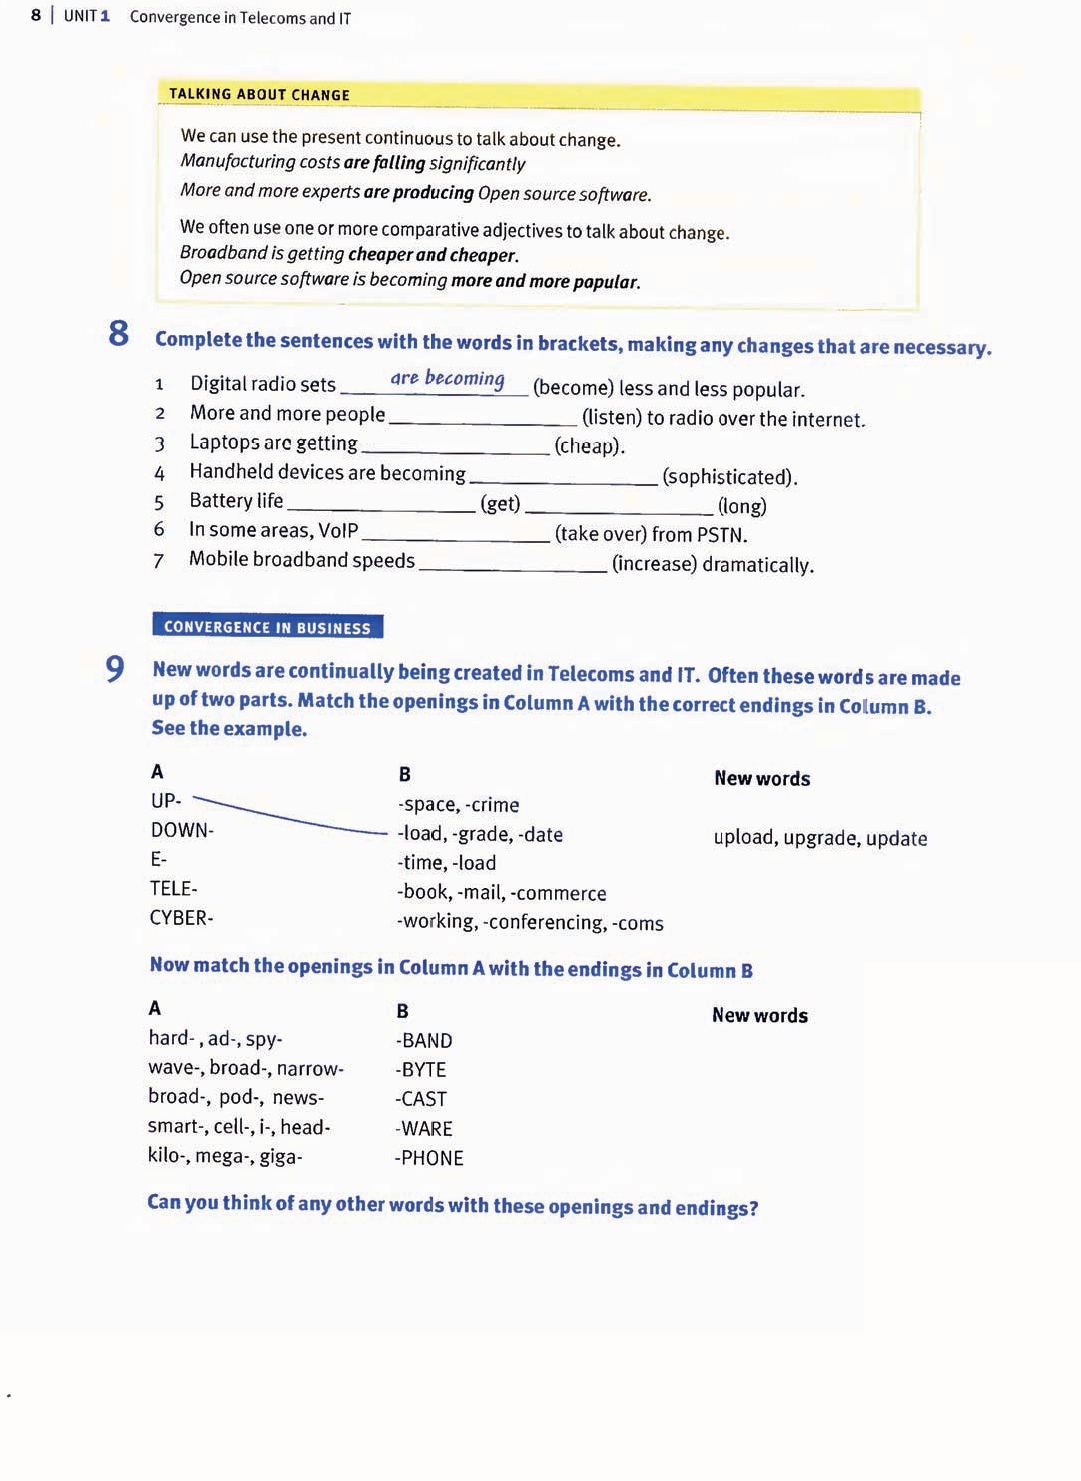 8 | UNIT 1 Convergence in Telecoms and IT
TALKING ABOUT CHANGE
We can use the present continuous to talk about change.
Manufacturing costs are falling significantly
More and more experts are producing Open source software.
We often use one or more comparative adjectives to talk about change.
Broadband is getting cheaper and cheaper.
Open source software is becoming more and more popular.
8 Complete the sentences with the words in brackets, making any changes that are necessary.
1 Digital radio sets are becoming (become) less and less popular.
2 More and more people ____________ (listen) to radio over the internet.
3 Laptops are getting ____________ (cheap).
4 Handheld devices are becoming ____________ (sophisticated).
5 Battery life ____________ (get) ____________ (long)
6 In some areas, VoIP ____________ (take over) from PSTN.
7 Mobile broadband speeds ____________ (increase) dramatically.
CONVERGENCE IN BUSINESS
9 New words are continually being created in Telecoms and IT. Often these words are made
up of two parts. Match the openings in Column A with the correct endings in Column B.
See the example.
A B New words
UP- -space, -crime
DOWN- -load, -grade, -date upload, upgrade, update
E- -time, -load
TELE- -book, -mail, -commerce
CYBER- -working, -conferencing, -coms
Now match the openings in Column A with the endings in Column B
A B New words
hard- , ad-, spy- -BAND
wave-, broad-, narrow- -BYTE
broad-, pod-, news- -CAST
smart-, cell-, i-, head- -WARE
kilo-, mega-, giga- -PHONE
Can you think of any other words with these openings and endings?